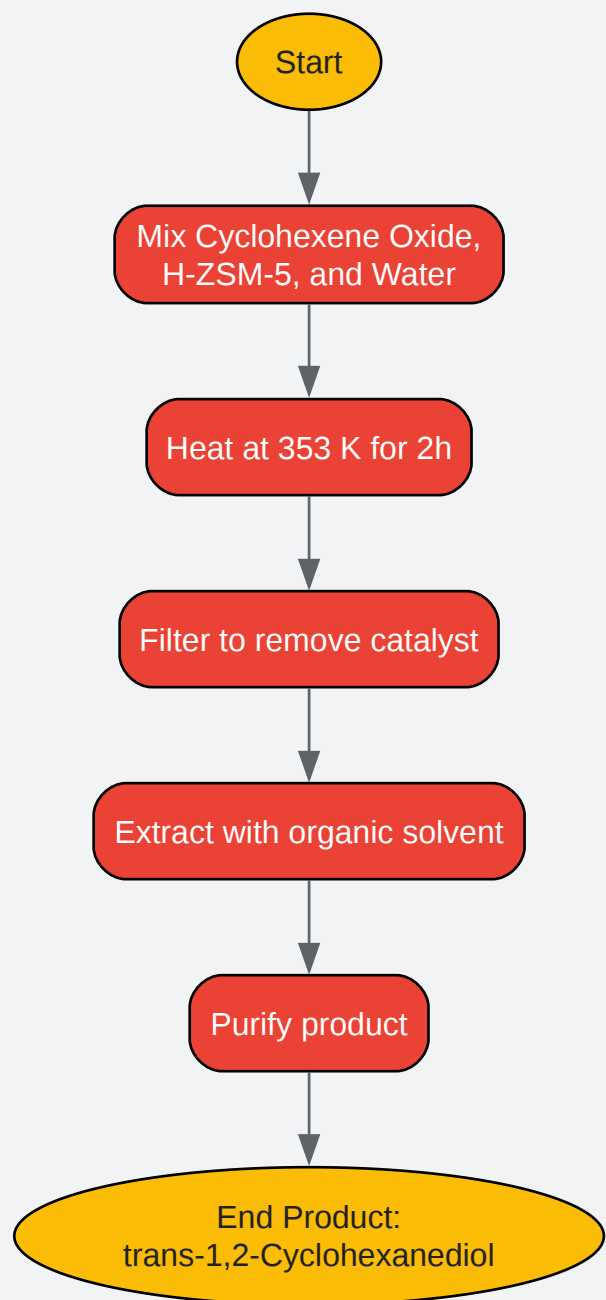 Start
Mix Cyclohexene Oxide,
H-ZSM-5, and Water
Heat at 353 K for 2h
Filter to remove catalyst
Extract with organic solvent
Purify product
End Product:
trans-1,2-Cyclohexanediol